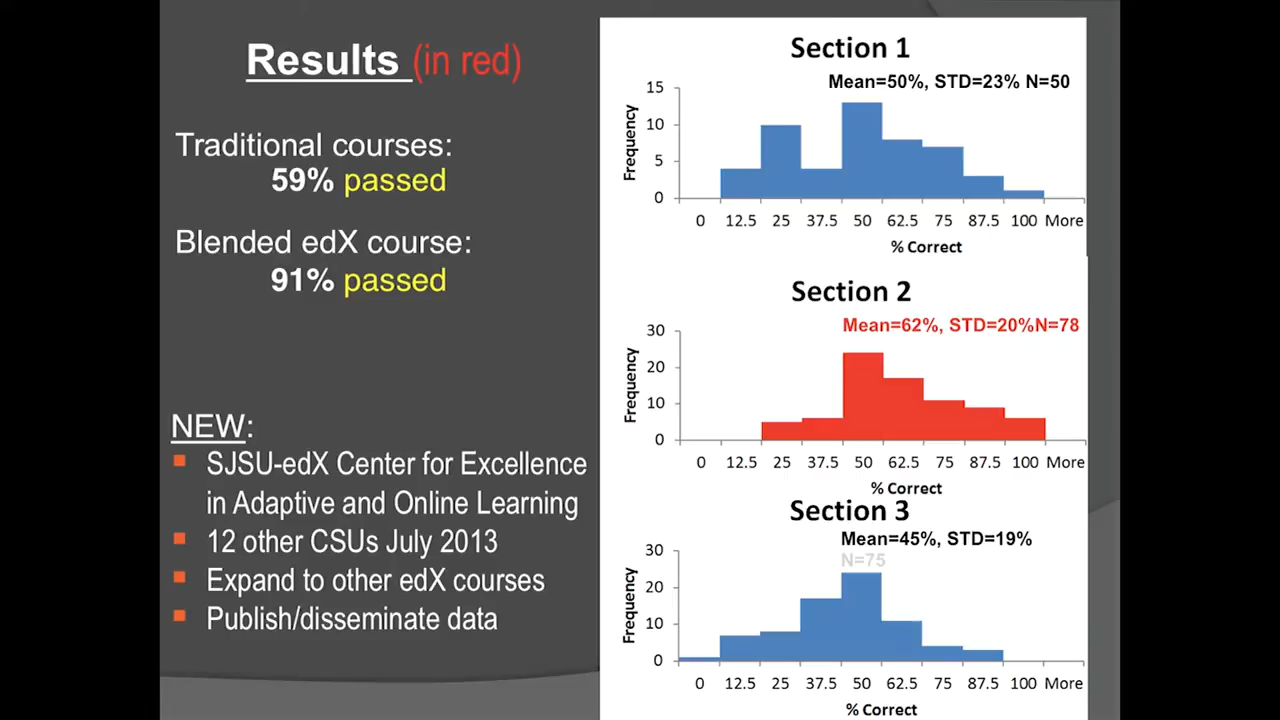 Results (in red)
Traditional courses:
59% passed
Blended edX course:
91% passed
NEW:
SJSU-edX Center for Excellence
in Adaptive and Online Learning
12 other CSUs July 2013
Expand to other edX courses
Publish/disseminate data
Section 1
Mean=50%, STD=23% N=50
Frequency
15
10
5
0
0 12.5 25 37.5 50 62.5 75 87.5 100 More
% Correct
Section 2
Mean=62%, STD=20%N=78
Frequency
30
20
10
0
0 12.5 25 37.5 50 62.5 75 87.5 100 More
% Correct
Section 3
Mean=45%, STD=19%
N=75
Frequency
30
20
10
0
0 12.5 25 37.5 50 62.5 75 87.5 100 More
% Correct